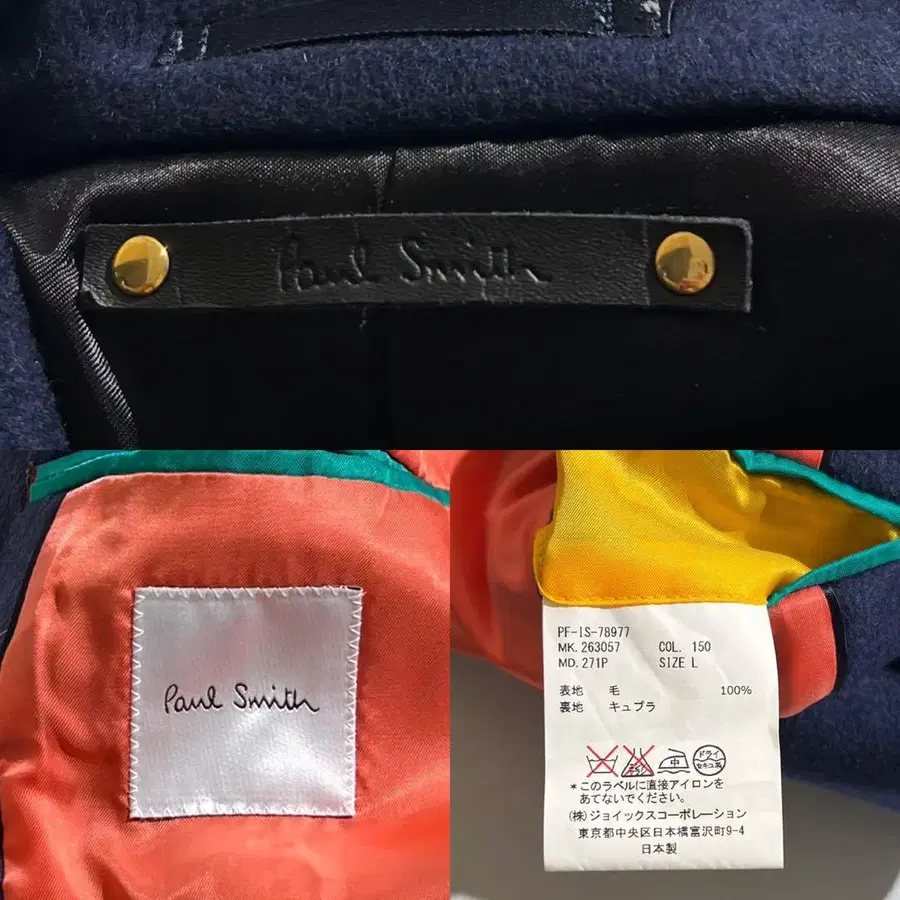 Paul Smith
Paul Smith
PF-IS-78977
MK. 263057 COL. 150
MD. 271P SIZE L
表地 毛 100%
裏地 キュプラ
中
ドライ
セキユ系
*このラベルに直接アイロンを
あてないでください。
(株)ジョイックスコーポレーション
東京都中央区日本橋富沢町9-4
日本製